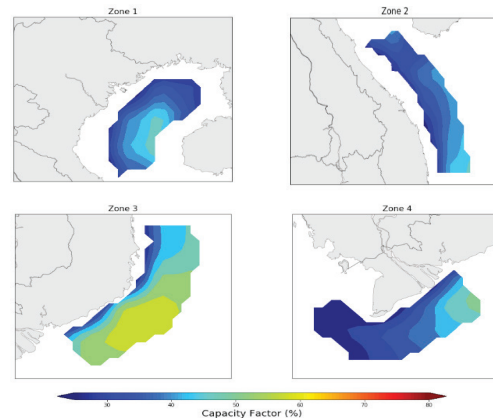 Zone 1
Zone 2
Zone 3
Zone 4
30 40 50 60 70 80
Capacity Factor (%)